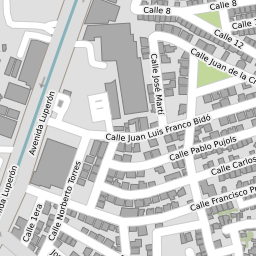 Calle 8
Calle 8
Calle 12
Calle Juan de la C
Calle José Martí
Avenida Luperón
Calle Juan Luis Franco Bidó
Calle Pablo Pujols
Calle Carlos
Calle Francisco P
Calle Norberto Torres
Calle 1era
Luperón
Jos